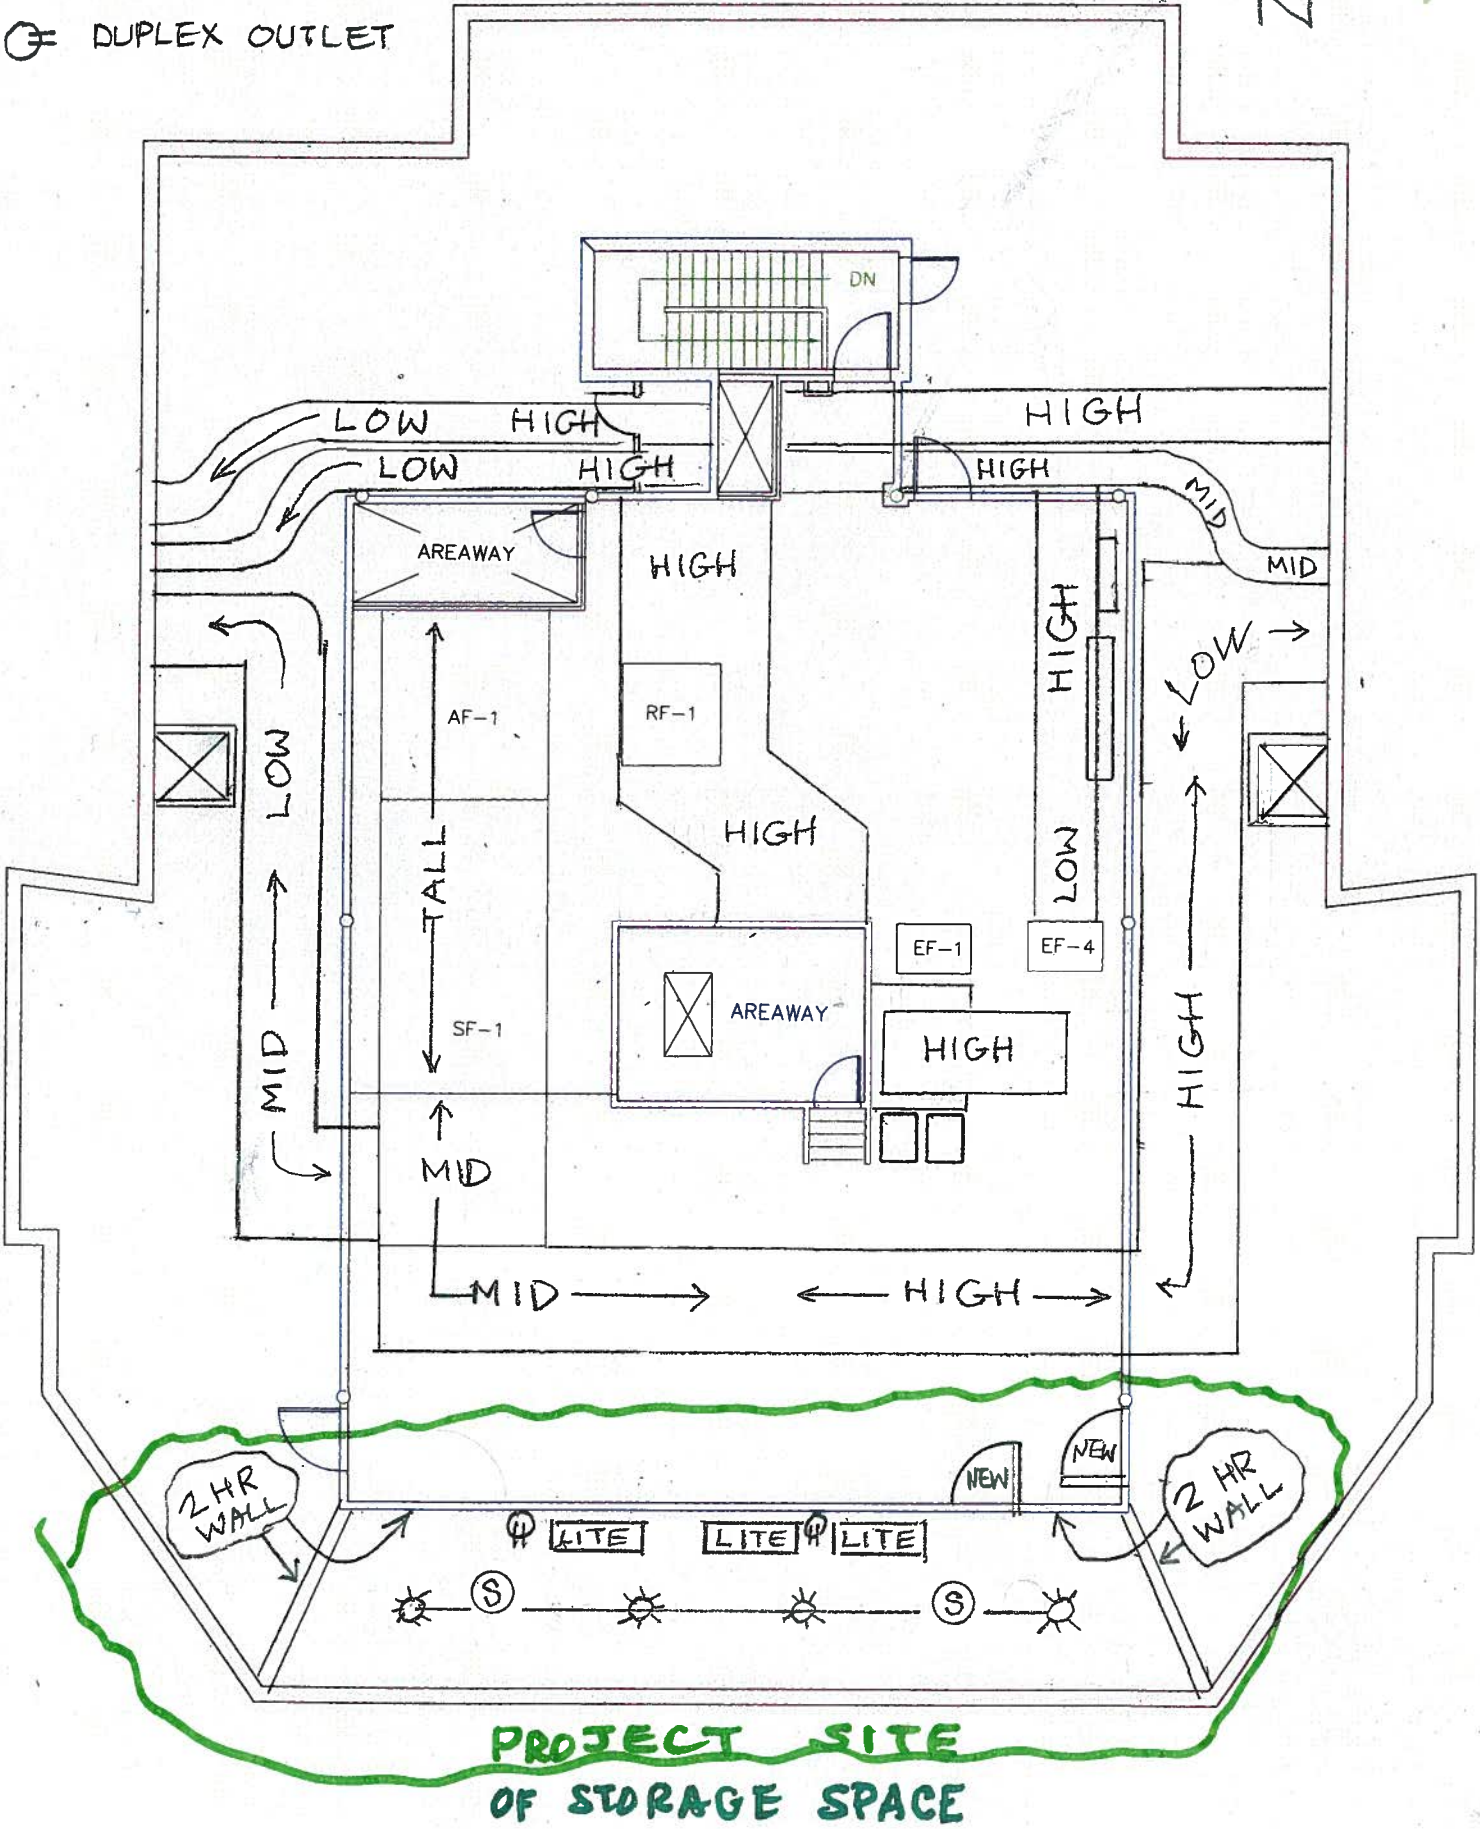 DUPLEX OUTLET
Z
DN
LOW HIGH
HIGH
LOW HIGH
HIGH
MID
MID
AREAWAY
HIGH
HIGH
LOW
LOW
AF-1
RF-1
LOW
HIGH
TALL
LOW
EF-1
EF-4
AREAWAY
SF-1
MID
HIGH
HIGH
MID
MID
HIGH
2 HR
WALL
NEW
NEW
2 HR
WALL
LITE
LITE
LITE
S
S
PROJECT SITE
OF STORAGE SPACE